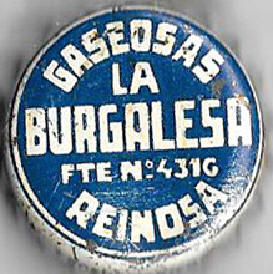 GASEOSAS
LA
BURGALESA
FTE Nº 431G
REINOSA